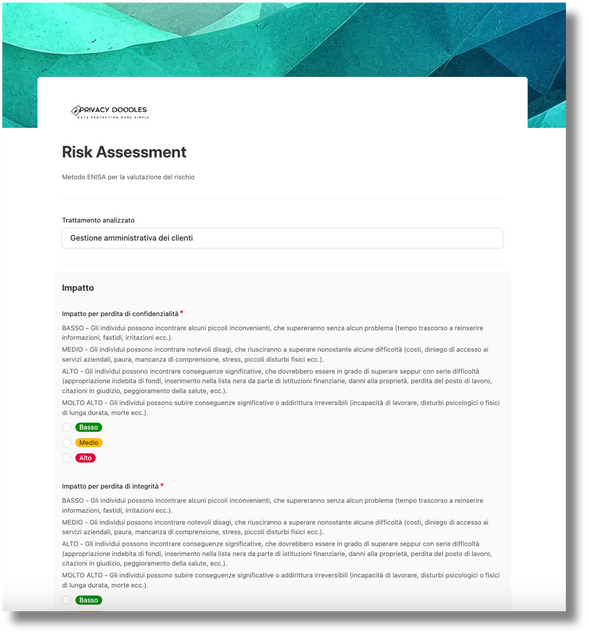 PRIVACY DOODLES
DATA PROTECTION MADE SIMPLE
Risk Assessment
Metodo ENISA per la valutazione del rischio
Trattamento analizzato
Gestione amministrativa dei clienti
Impatto
Impatto per perdita di confidenzialità *
BASSO - Gli individui possono incontrare alcuni piccoli inconvenienti, che supereranno senza alcun problema (tempo trascorso a reinserire
informazioni, fastidi, irritazioni ecc.).
MEDIO - Gli individui possono incontrare notevoli disagi, che riusciranno a superare nonostante alcune difficoltà (costi, diniego di accesso ai
servizi aziendali, paura, mancanza di comprensione, stress, piccoli disturbi fisici ecc.).
ALTO - Gli individui possono incontrare conseguenze significative, che dovrebbero essere in grado di superare seppur con serie difficoltà
(appropriazione indebita di fondi, inserimento nella lista nera da parte di istituzioni finanziarie, danni alla proprietà, perdita del posto di lavoro,
citazioni in giudizio, peggioramento della salute, ecc.).
MOLTO ALTO - Gli individui possono subire conseguenze significative o addirittura irreversibili (incapacità di lavorare, disturbi psicologici o fisici
di lunga durata, morte ecc.).
Basso
Medio
Alto
Impatto per perdita di integrità *
BASSO - Gli individui possono incontrare alcuni piccoli inconvenienti, che supereranno senza alcun problema (tempo trascorso a reinserire
informazioni, fastidi, irritazioni ecc.).
MEDIO - Gli individui possono incontrare notevoli disagi, che riusciranno a superare nonostante alcune difficoltà (costi, diniego di accesso ai
servizi aziendali, paura, mancanza di comprensione, stress, piccoli disturbi fisici ecc.).
ALTO - Gli individui possono incontrare conseguenze significative, che dovrebbero essere in grado di superare seppur con serie difficoltà
(appropriazione indebita di fondi, inserimento nella lista nera da parte di istituzioni finanziarie, danni alla proprietà, perdita del posto di lavoro,
citazioni in giudizio, peggioramento della salute, ecc.).
MOLTO ALTO - Gli individui possono subire conseguenze significative o addirittura irreversibili (incapacità di lavorare, disturbi psicologici o fisici
di lunga durata, morte ecc.).
Basso